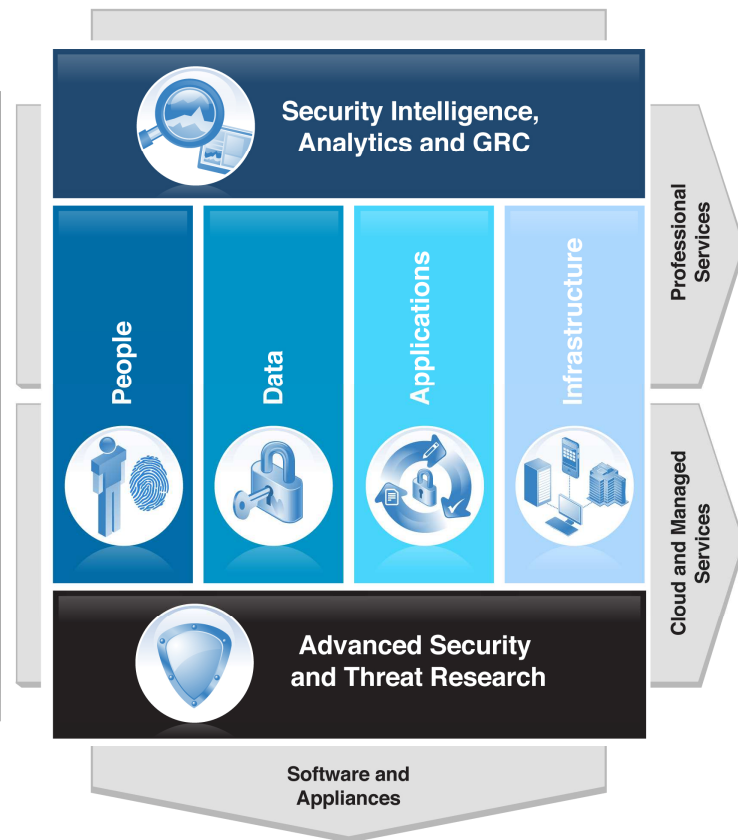 Security Intelligence,
Analytics and GRC
People
Data
Applications
Infrastructure
Professional
Services
Cloud and Managed
Services
Advanced Security
and Threat Research
Software and
Appliances